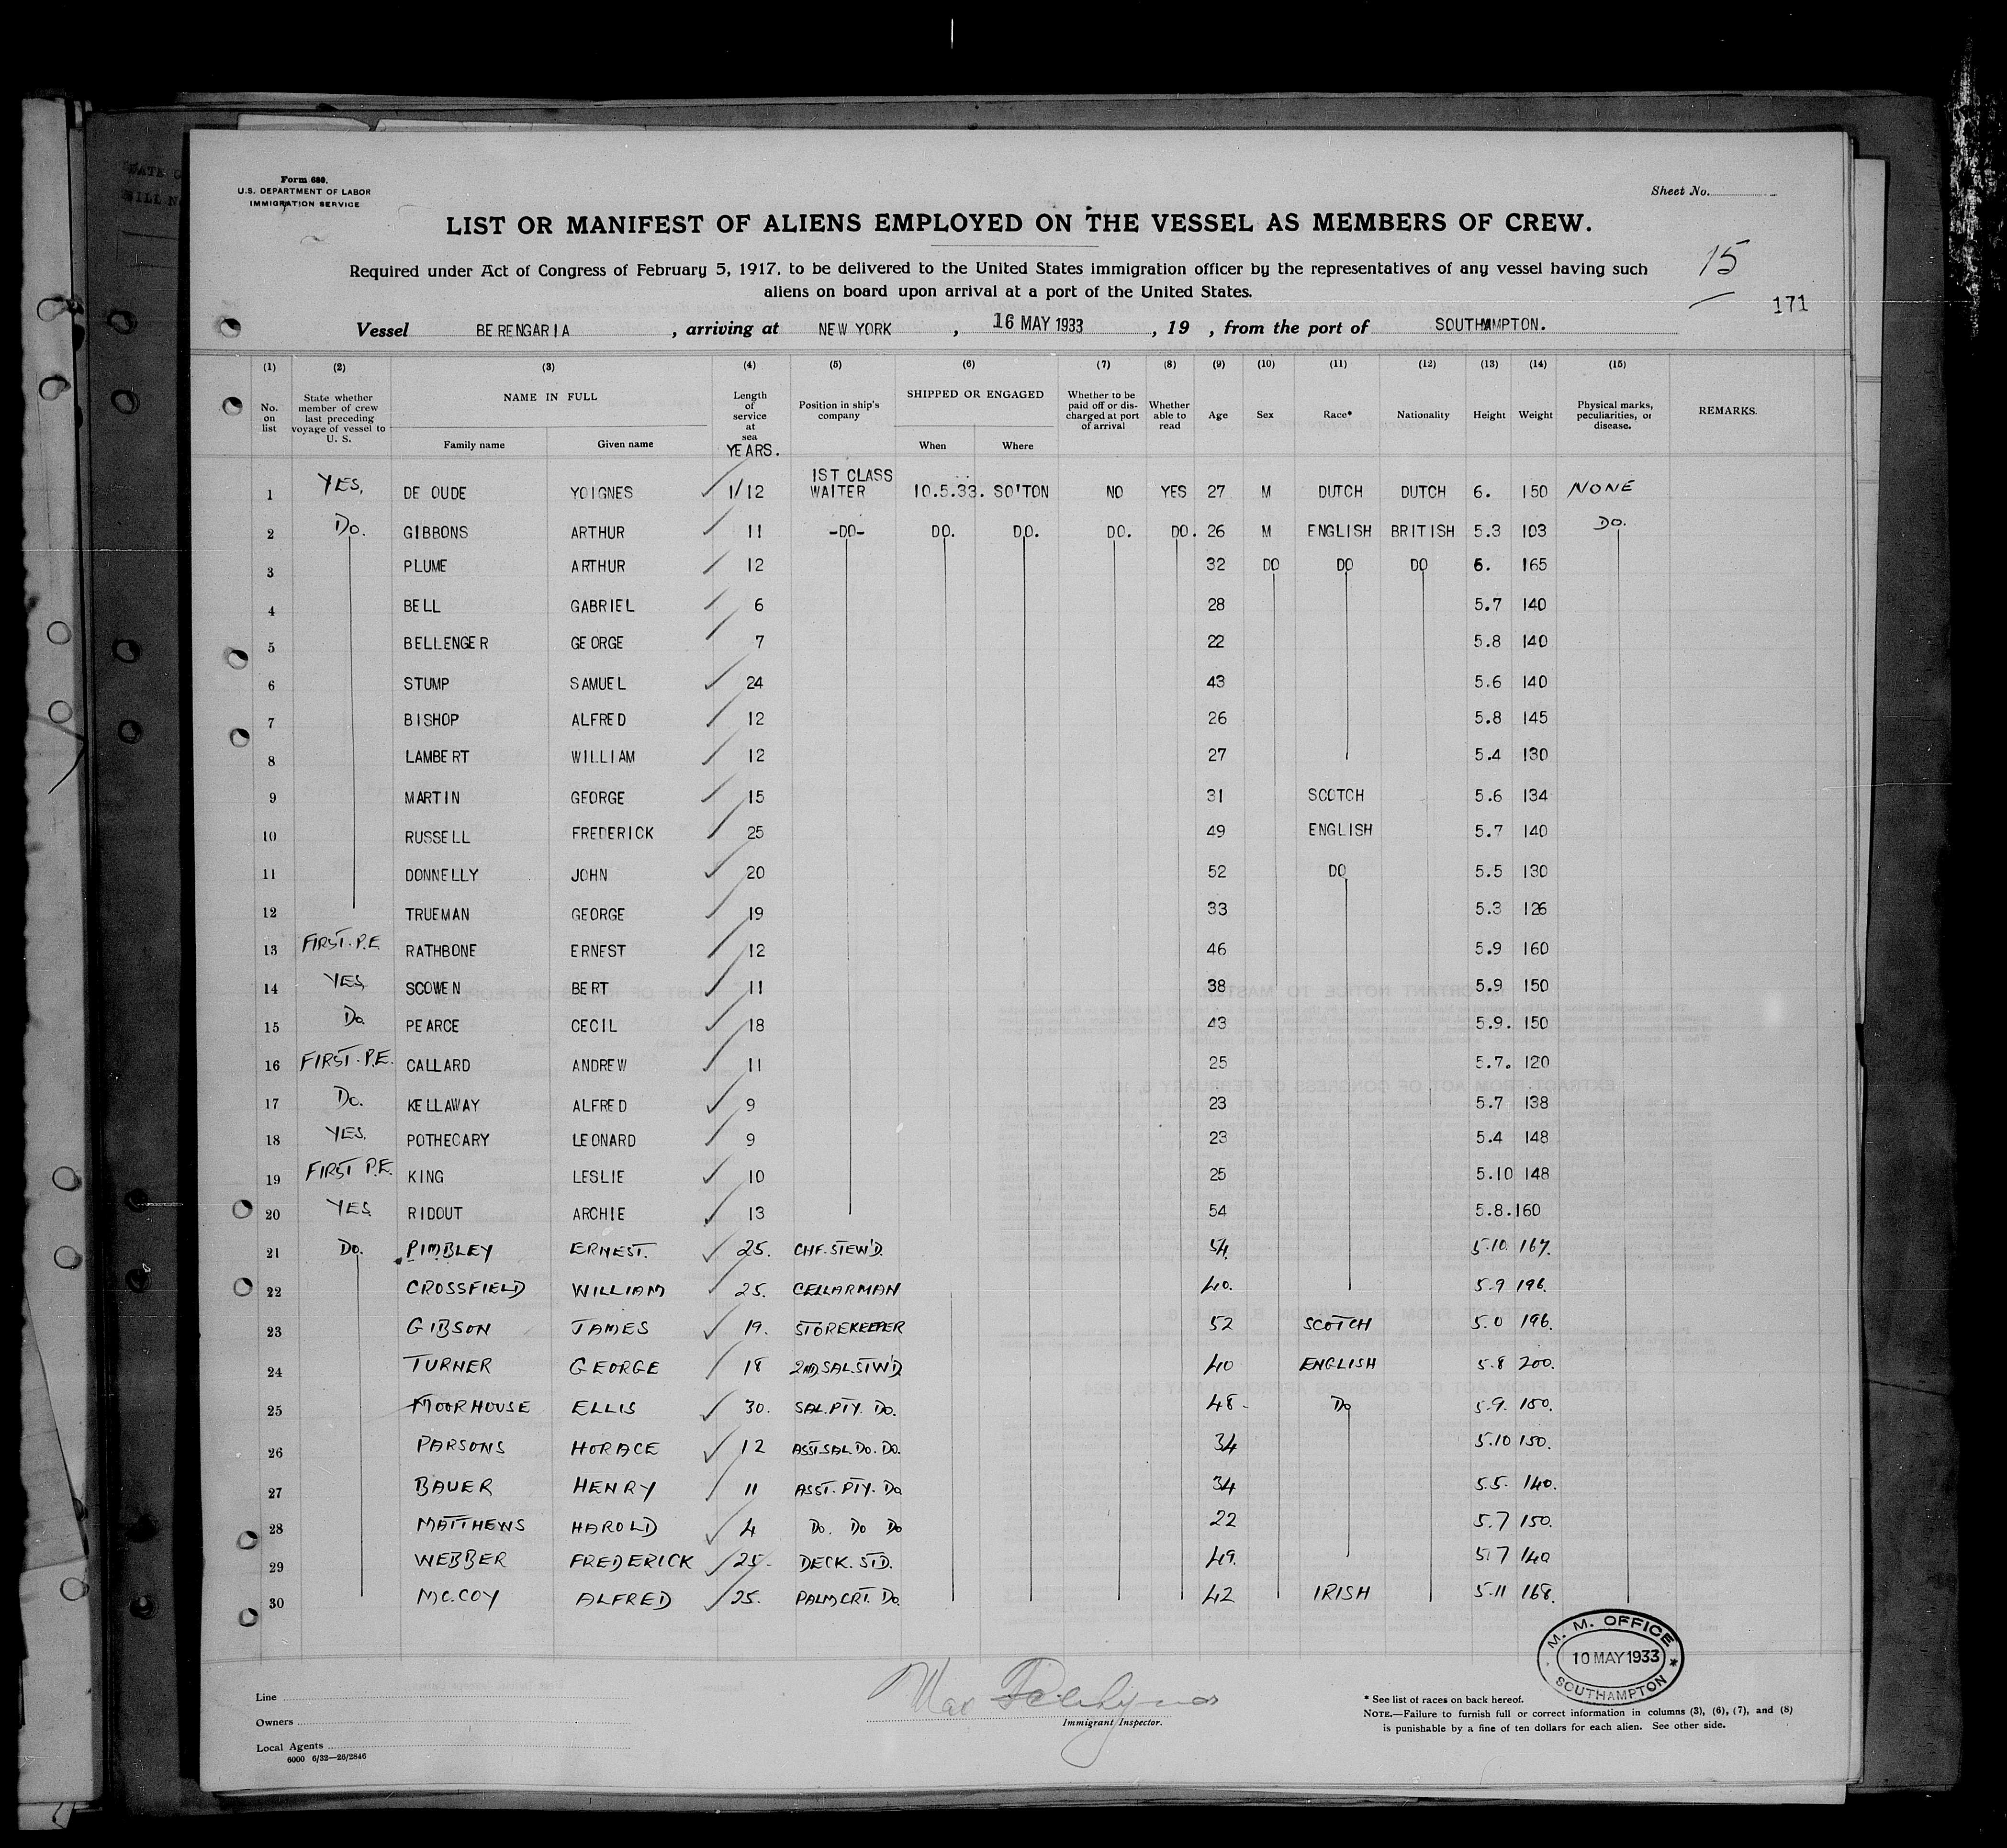 Form 680.
U.S. DEPARTMENT OF LABOR
IMMIGRATION SERVICE
Sheet No.
LIST OR MANIFEST OF ALIENS EMPLOYED ON THE VESSEL AS MEMBERS OF CREW.
Required under Act of Congress of February 5, 1917, to be delivered to the United States immigration officer by the representatives of any vessel having such
aliens on board upon arrival at a port of the United States.
15
171
Vessel BERENGARIA , arriving at NEW YORK , 16 MAY 1933 , 19 , from the port of SOUTHAMPTON.
(1) (2) (3) (4) (5) (6) (7) (8) (9) (10) (11) (12) (13) (14) (15)
No. on list State whether member of crew last preceding voyage of vessel to U. S. NAME IN FULL Family name Given name Length of service at sea YEARS. Position in ship's company SHIPPED OR ENGAGED When Where Whether to be paid off or discharged at port of arrival Whether able to read Age Sex Race* Nationality Height Weight Physical marks, peculiarities, or disease. REMARKS.
1 YES, DE OUDE YOIGNES 1/12 1ST CLASS WAITER 10.5.33. SO'TON NO YES 27 M DUTCH DUTCH 6. 150 NONE
2 Do. GIBBONS ARTHUR 11 -DO- DO. DO. DO. DO. 26 M ENGLISH BRITISH 5.3 103 Do.
3 PLUME ARTHUR 12 32 DO DO DO 6. 165
4 BELL GABRIEL 6 28 5.7 140
5 BELLENGER GEORGE 7 22 5.8 140
6 STUMP SAMUEL 24 43 5.6 140
7 BISHOP ALFRED 12 26 5.8 145
8 LAMBERT WILLIAM 12 27 5.4 130
9 MARTIN GEORGE 15 31 SCOTCH 5.6 134
10 RUSSELL FREDERICK 25 49 ENGLISH 5.7 140
11 DONNELLY JOHN 20 52 DO 5.5 130
12 TRUEMAN GEORGE 19 33 5.3 126
13 FIRST.P.E RATHBONE ERNEST 12 46 5.9 160
14 YES, SCOWEN BERT 11 38 5.9 150
15 Do PEARCE CECIL 18 43 5.9. 150
16 FIRST.P.E. CALLARD ANDREW 11 25 5.7. 120
17 Do. KELLAWAY ALFRED 9 23 5.7 138
18 YES, POTHECARY LEONARD 9 23 5.4 148
19 FIRST P.E. KING LESLIE 10 25 5.10 148
20 YES RIDOUT ARCHIE 13 54 5.8. 160
21 Do. PIMBLEY ERNEST. 25. CHF. STEW'D. 54. 5.10 167.
22 CROSSFIELD WILLIAM 25. CELLARMAN 40. 5.9 196.
23 GIBSON JAMES 19. STOREKEEPER 52 SCOTCH 5.0 196.
24 TURNER GEORGE 18 2ND SAL STW'D 40 ENGLISH 5.8 200.
25 MOORHOUSE ELLIS 30. SAL. PTY. Do. 48 - Do 5.9. 150.
26 PARSONS HORACE 12 ASST SAL. Do. Do. 34 5.10 150.
27 BAUER HENRY 11 ASST. PTY. Do 34 5.5. 140.
28 MATTHEWS HAROLD 4 Do. Do Do 22 5.7 150.
29 WEBBER FREDERICK 25- DECK. STD. 49. 5.7 140
30 MC.COY ALFRED 25. PALM CRT. Do. 42 IRISH 5.11 168.
M. M. OFFICE
10 MAY 1933
SOUTHAMPTON
Line
Owners
Local Agents
6000 6/32—26/2846
Immigrant Inspector.
* See list of races on back hereof.
NOTE.—Failure to furnish full or correct information in columns (3), (6), (7), and (8)
is punishable by a fine of ten dollars for each alien. See other side.